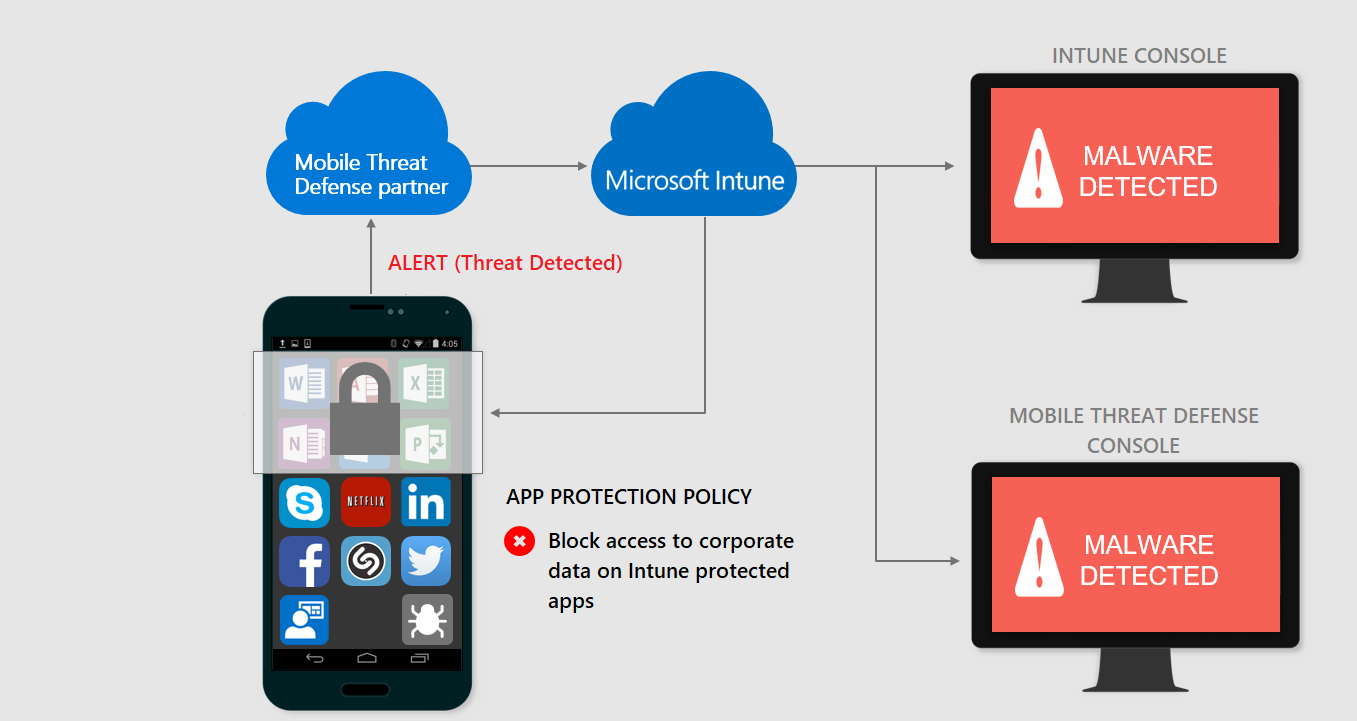 INTUNE CONSOLE
MALWARE
DETECTED
Mobile Threat
Defense partner
Microsoft Intune
ALERT (Threat Detected)
4:05
W
A
X
N
P
S
NETFLIX
in
f
APP PROTECTION POLICY
Block access to corporate
data on Intune protected
apps
MOBILE THREAT DEFENSE
CONSOLE
MALWARE
DETECTED